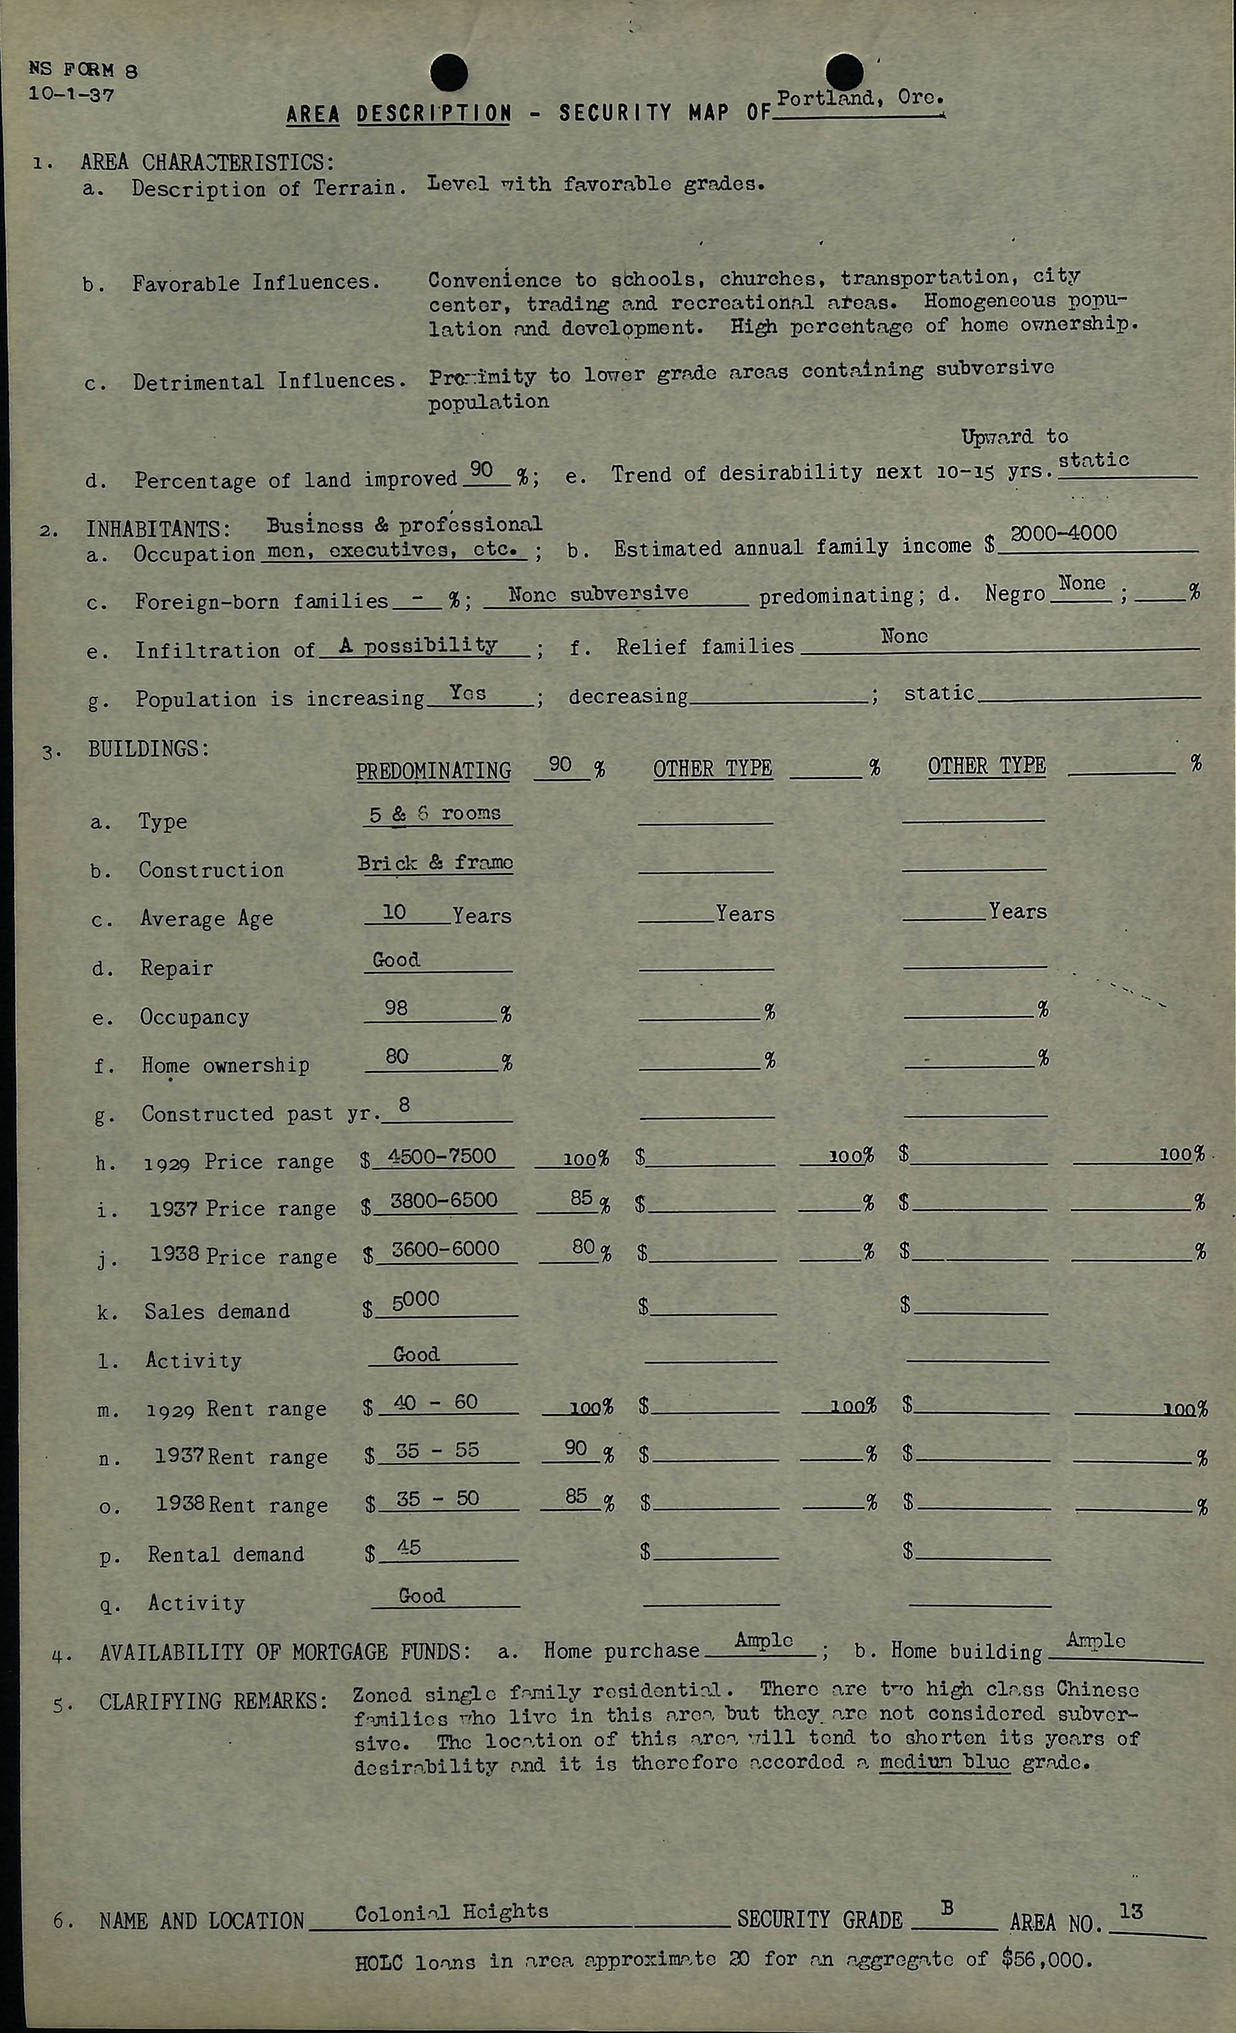 NS FORM 8
10-1-37
AREA DESCRIPTION - SECURITY MAP OF Portland, Ore.
1. AREA CHARACTERISTICS:
a. Description of Terrain. Level with favorable grades.
b. Favorable Influences. Convenience to schools, churches, transportation, city
center, trading and recreational areas. Homogeneous popu-
lation and development. High percentage of home ownership.
c. Detrimental Influences. Proximity to lower grade areas containing subversive
population
Upward to
d. Percentage of land improved 90 %; e. Trend of desirability next 10-15 yrs. static
2. INHABITANTS: Business & professional
a. Occupation men, executives, etc. ; b. Estimated annual family income $ 2000-4000
c. Foreign-born families - %; None subversive predominating; d. Negro None ; %
e. Infiltration of A possibility ; f. Relief families None
g. Population is increasing Yes ; decreasing ; static
3. BUILDINGS:
PREDOMINATING 90 % OTHER TYPE % OTHER TYPE %
a. Type 5 & 6 rooms
b. Construction Brick & frame
c. Average Age 10 Years Years Years
d. Repair Good
e. Occupancy 98 % % %
f. Home ownership 80 % % %
g. Constructed past yr. 8
h. 1929 Price range $ 4500-7500 100% $ 100% $ 100%
i. 1937 Price range $ 3800-6500 85 % $ % $ %
j. 1938 Price range $ 3600-6000 80 % $ % $ %
k. Sales demand $ 5000 $ $
l. Activity Good
m. 1929 Rent range $ 40 - 60 100% $ 100% $ 100%
n. 1937 Rent range $ 35 - 55 90 % $ % $ %
o. 1938 Rent range $ 35 - 50 85 % $ % $ %
p. Rental demand $ 45 $ $
q. Activity Good
4. AVAILABILITY OF MORTGAGE FUNDS: a. Home purchase Ample ; b. Home building Ample
5. CLARIFYING REMARKS: Zoned single family residential. There are two high class Chinese
families who live in this area but they are not considered subver-
sive. The location of this area will tend to shorten its years of
desirability and it is therefore accorded a medium blue grade.
6. NAME AND LOCATION Colonial Heights SECURITY GRADE B AREA NO. 13
HOLC loans in area approximate 20 for an aggregate of $56,000.